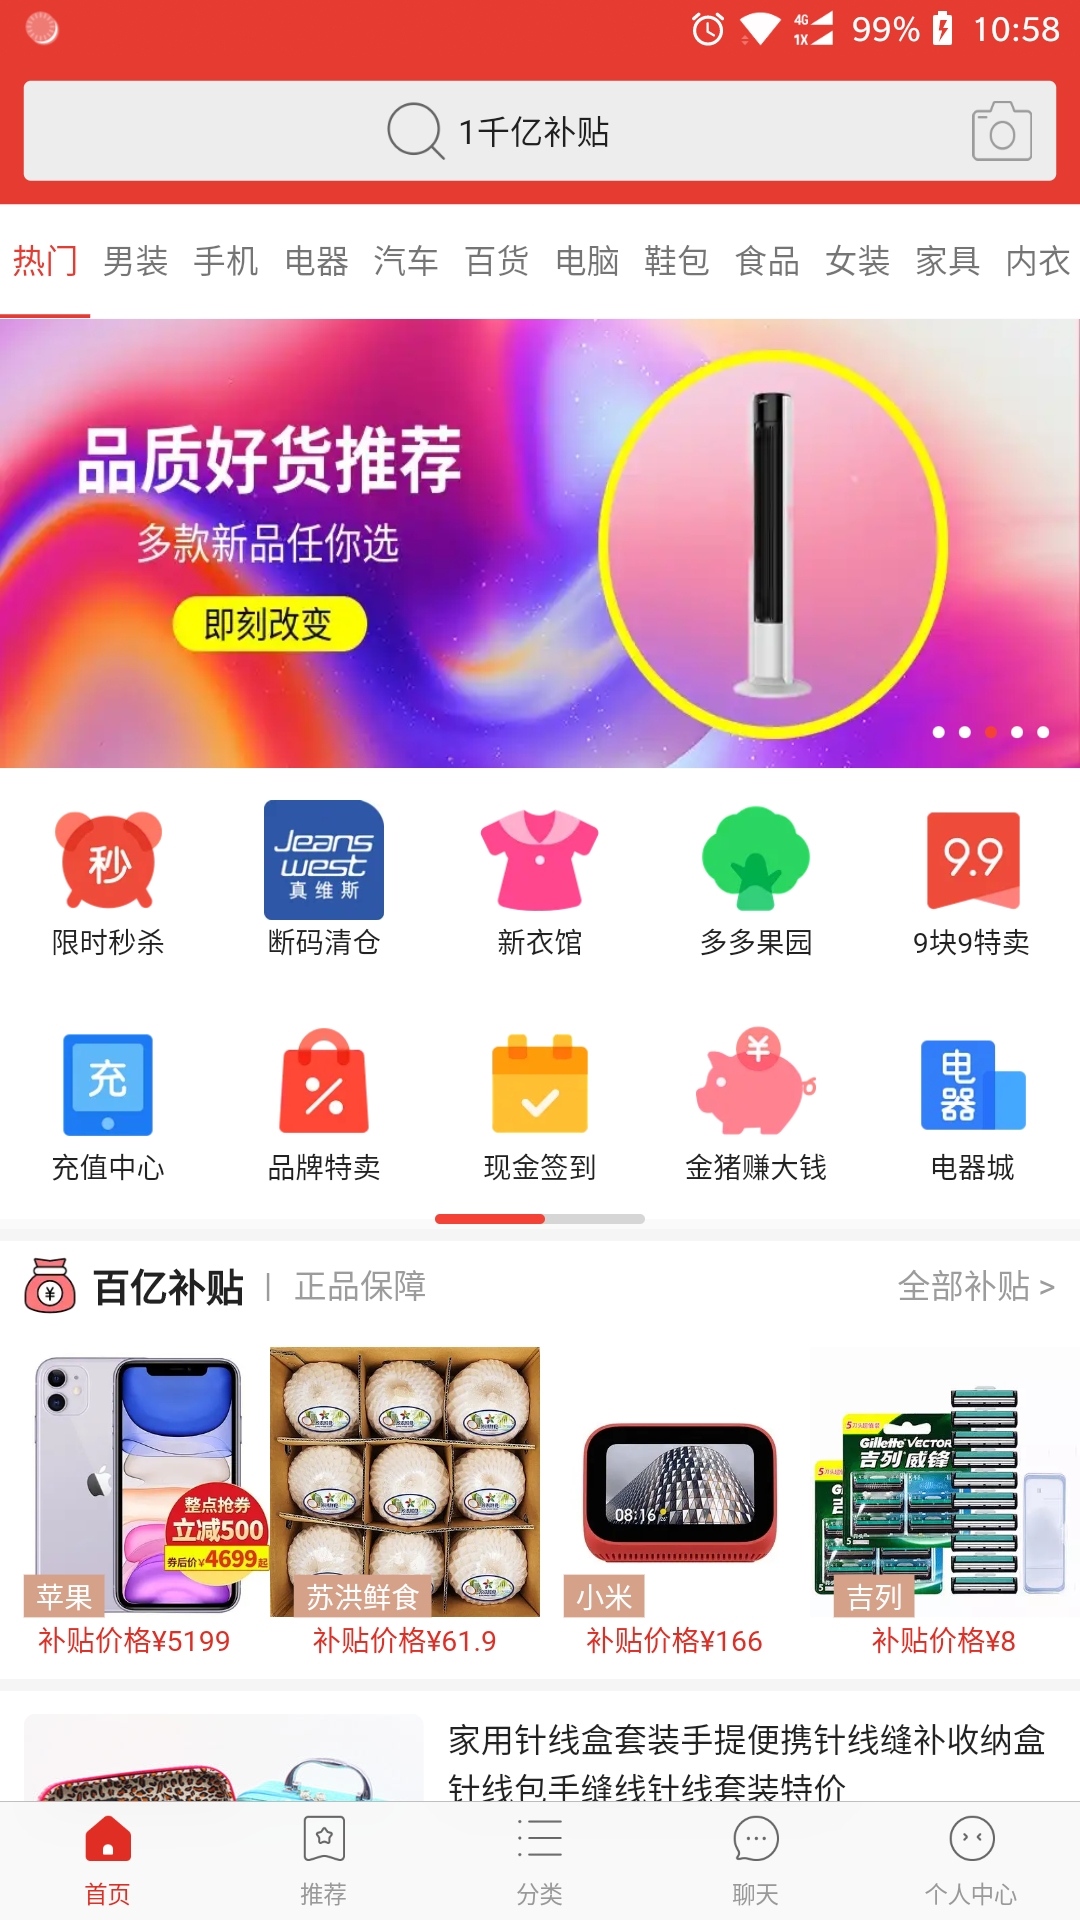 4G
1X
99%
10:58
1千亿补贴
热门 男装 手机 电器 汽车 百货 电脑 鞋包 食品 女装 家具 内衣
品质好货推荐
多款新品任你选
即刻改变
秒
Jeans
west
真维斯
9.9
限时秒杀 断码清仓 新衣馆 多多果园 9块9特卖
充
%
¥
电
器
充值中心 品牌特卖 现金签到 金猪赚大钱 电器城
¥
百亿补贴 | 正品保障 全部补贴 >
整点抢券
立减500
券后价¥4699起
08:16
5刀头超值套
Gillette VECTOR
吉列 威锋
苹果 苏洪鲜食 小米 吉列
补贴价格¥5199 补贴价格¥61.9 补贴价格¥166 补贴价格¥8
家用针线盒套装手提便携针线缝补收纳盒
针线包手缝线针线套装特价
首页 推荐 分类 聊天 个人中心